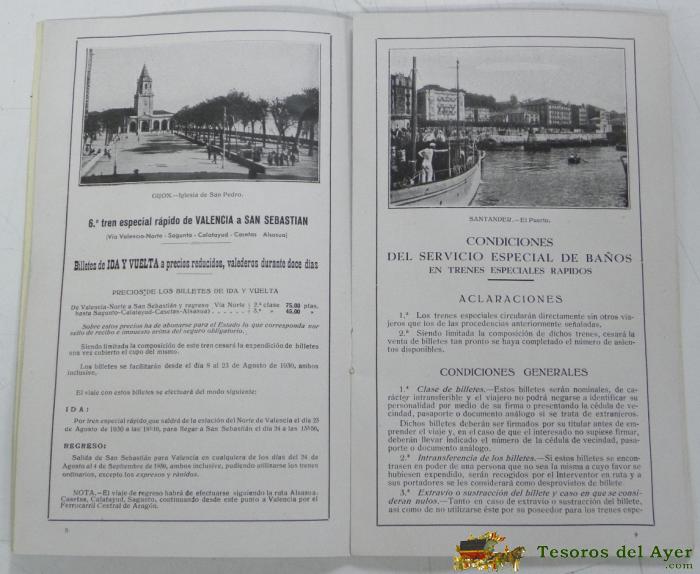 GIJON.—Iglesia de San Pedro.
6.º tren especial rápido de VALENCIA a SAN SEBASTIAN
(Vía Valencia-Norte - Sagunto - Calatayud - Casetas Alsasua)
Billetes de IDA Y VUELTA a precios reducidos, valederos durante doce días
PRECIOS DE LOS BILLETES DE IDA Y VUELTA
De Valencia-Norte a San Sebastián y regreso Vía Norte 2.ª clase 75,00 ptas.
hasta Sagunto-Calatayud-Casetas-Alsasua) . . . . . . 3.ª » 45,00 »
Sobre estos precios ha de abonarse para el Estado lo que corresponda por
sello de recibo e impuesto prima del seguro obligatorio.
Siendo limitada la composición de este tren cesará la expendición de billetes
una vez cubierto el cupo del mismo.
Los billetes se facilitarán desde el día 8 al 23 de Agosto de 1930, ambos
inclusive.
El viaje con estos billetes se efectuará del modo siguiente:
IDA:
Por tren especial rápido, que saldrá de la estación del Norte de Valencia el 23
de Agosto de 1930 a las para llegar a San Sebastián el día 24 a las
REGRESO:
Salida de San Sebastián para Valencia en cualquiera de los días del 24 de
Agosto al 4 de Septiembre de 1930, ambos inclusive, pudiendo utilizarse los trenes
ordinarios, excepto los expresos y rápidos.
NOTA.—El viaje de regreso habrá de efectuarse siguiendo la ruta Alsasua,
Casetas, Calatayud, Sagunto, continuando desde este punto a Valencia por el
Ferrocarril Central de Aragón.
8
SANTANDER.—El Puerto.
CONDICIONES
DEL SERVICIO ESPECIAL DE BAÑOS
EN TRENES ESPECIALES RAPIDOS
ACLARACIONES
1.ª Los trenes especiales circularán directamente sin otros via-
jeros que los de las procedencias anteriormente señaladas.
2.ª Siendo limitada la composición de dichos trenes, cesará la
venta de billetes tan pronto se haya completado el número de asien-
tos disponibles.
CONDICIONES GENERALES
1.ª Clase de billetes.—Estos billetes serán nominales, de ca-
rácter intransferible y el viajero no podrá negarse a identificar su
personalidad por medio de su firma o presentando la cédula de ve-
cindad, pasaporte o documento análogo si se trata de extranjeros.
Dichos billetes deberán ser firmados por su titular antes de em-
prender el viaje y, en el caso de que el interesado no supiese firmar,
deberán llevar indicado el número de la cédula de vecindad, pasa-
porte o documento análogo.
2.ª Intransferencia de los billetes.—Si estos billetes se encon-
trasen en poder de una persona que no sea la misma a cuyo favor se
hubiesen expendido, serán recogidos por el Interventor en ruta y a
sus portadores se les considerará como desprovistos de billete.
3.ª Extravío o sustracción del billete y caso en que se consi-
deran nulos.—Tanto en caso de extravío o sustracción del billete,
así como de no utilizarse éste por su poseedor para los trenes espe-
9
Tesoros del Ayer
.com